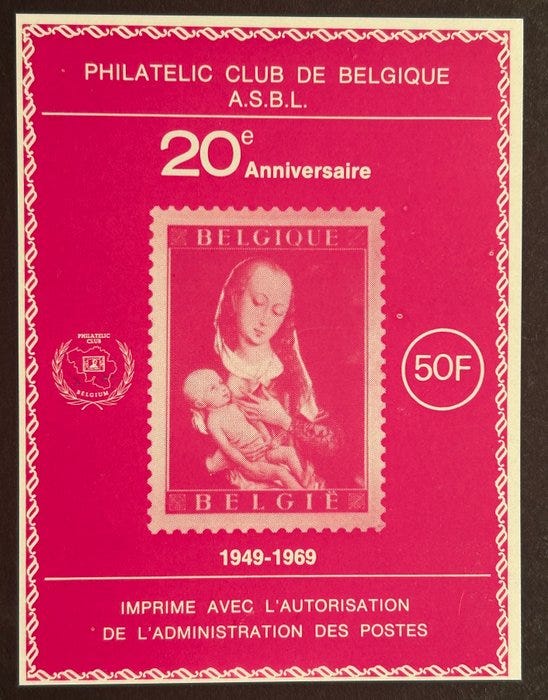 PHILATELIC CLUB DE BELGIQUE
A.S.B.L.
20e Anniversaire
BELGIQUE
PHILATELIC
CLUB
BELGIUM
50F
BELGIË
1949-1969
IMPRIME AVEC L'AUTORISATION
DE L'ADMINISTRATION DES POSTES